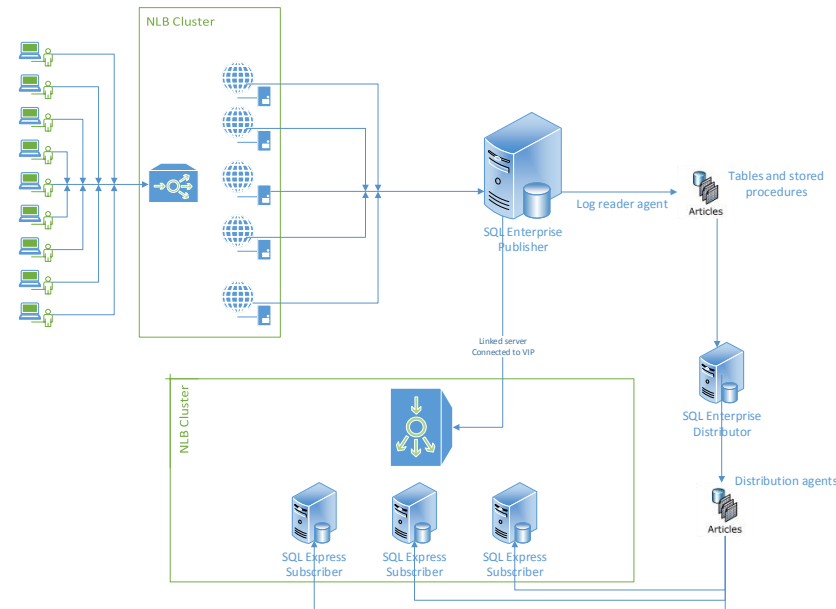 NLB Cluster
SQL Enterprise
Publisher
Log reader agent
Articles
Tables and stored
procedures
Linked server
Connected to VIP
SQL Enterprise
Distributor
NLB Cluster
Distribution agents
Articles
SQL Express
Subscriber
SQL Express
Subscriber
SQL Express
Subscriber